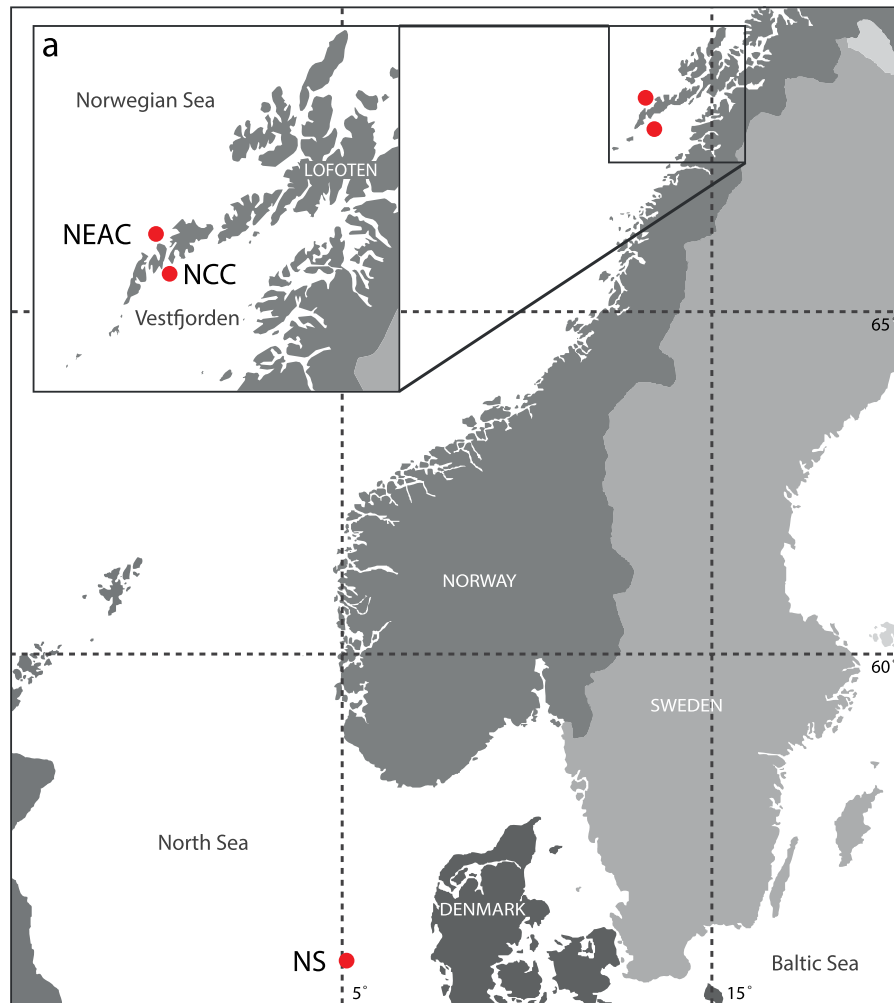 a
Norwegian Sea
LOFOTEN
NEAC
NCC
Vestfjorden
65°
NORWAY
60°
SWEDEN
North Sea
DENMARK
NS
Baltic Sea
5°
15°